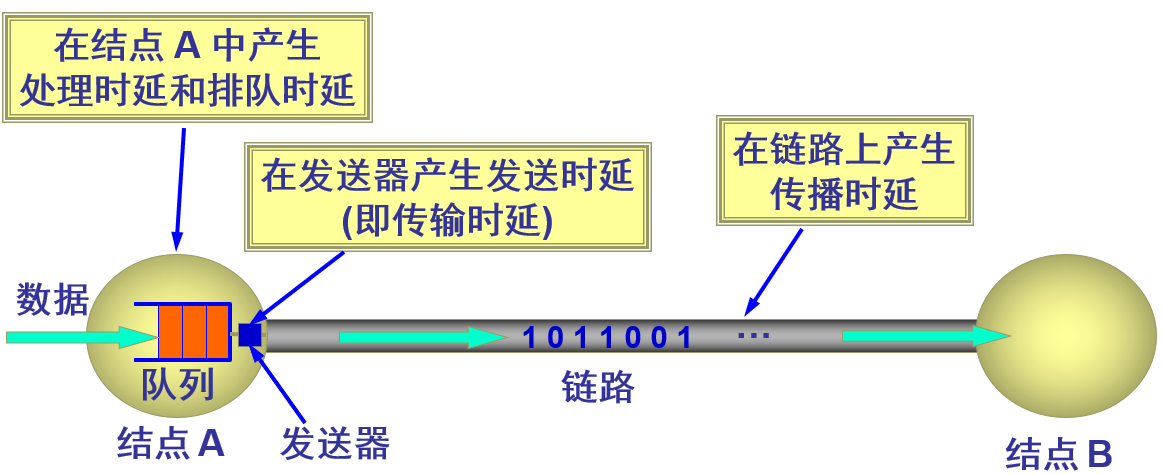 在结点 A 中产生
处理时延和排队时延
在发送器产生发送时延
(即传输时延)
在链路上产生
传播时延
数据
1 0 1 1 0 0 1 …
队列
链路
结点 A
发送器
结点 B